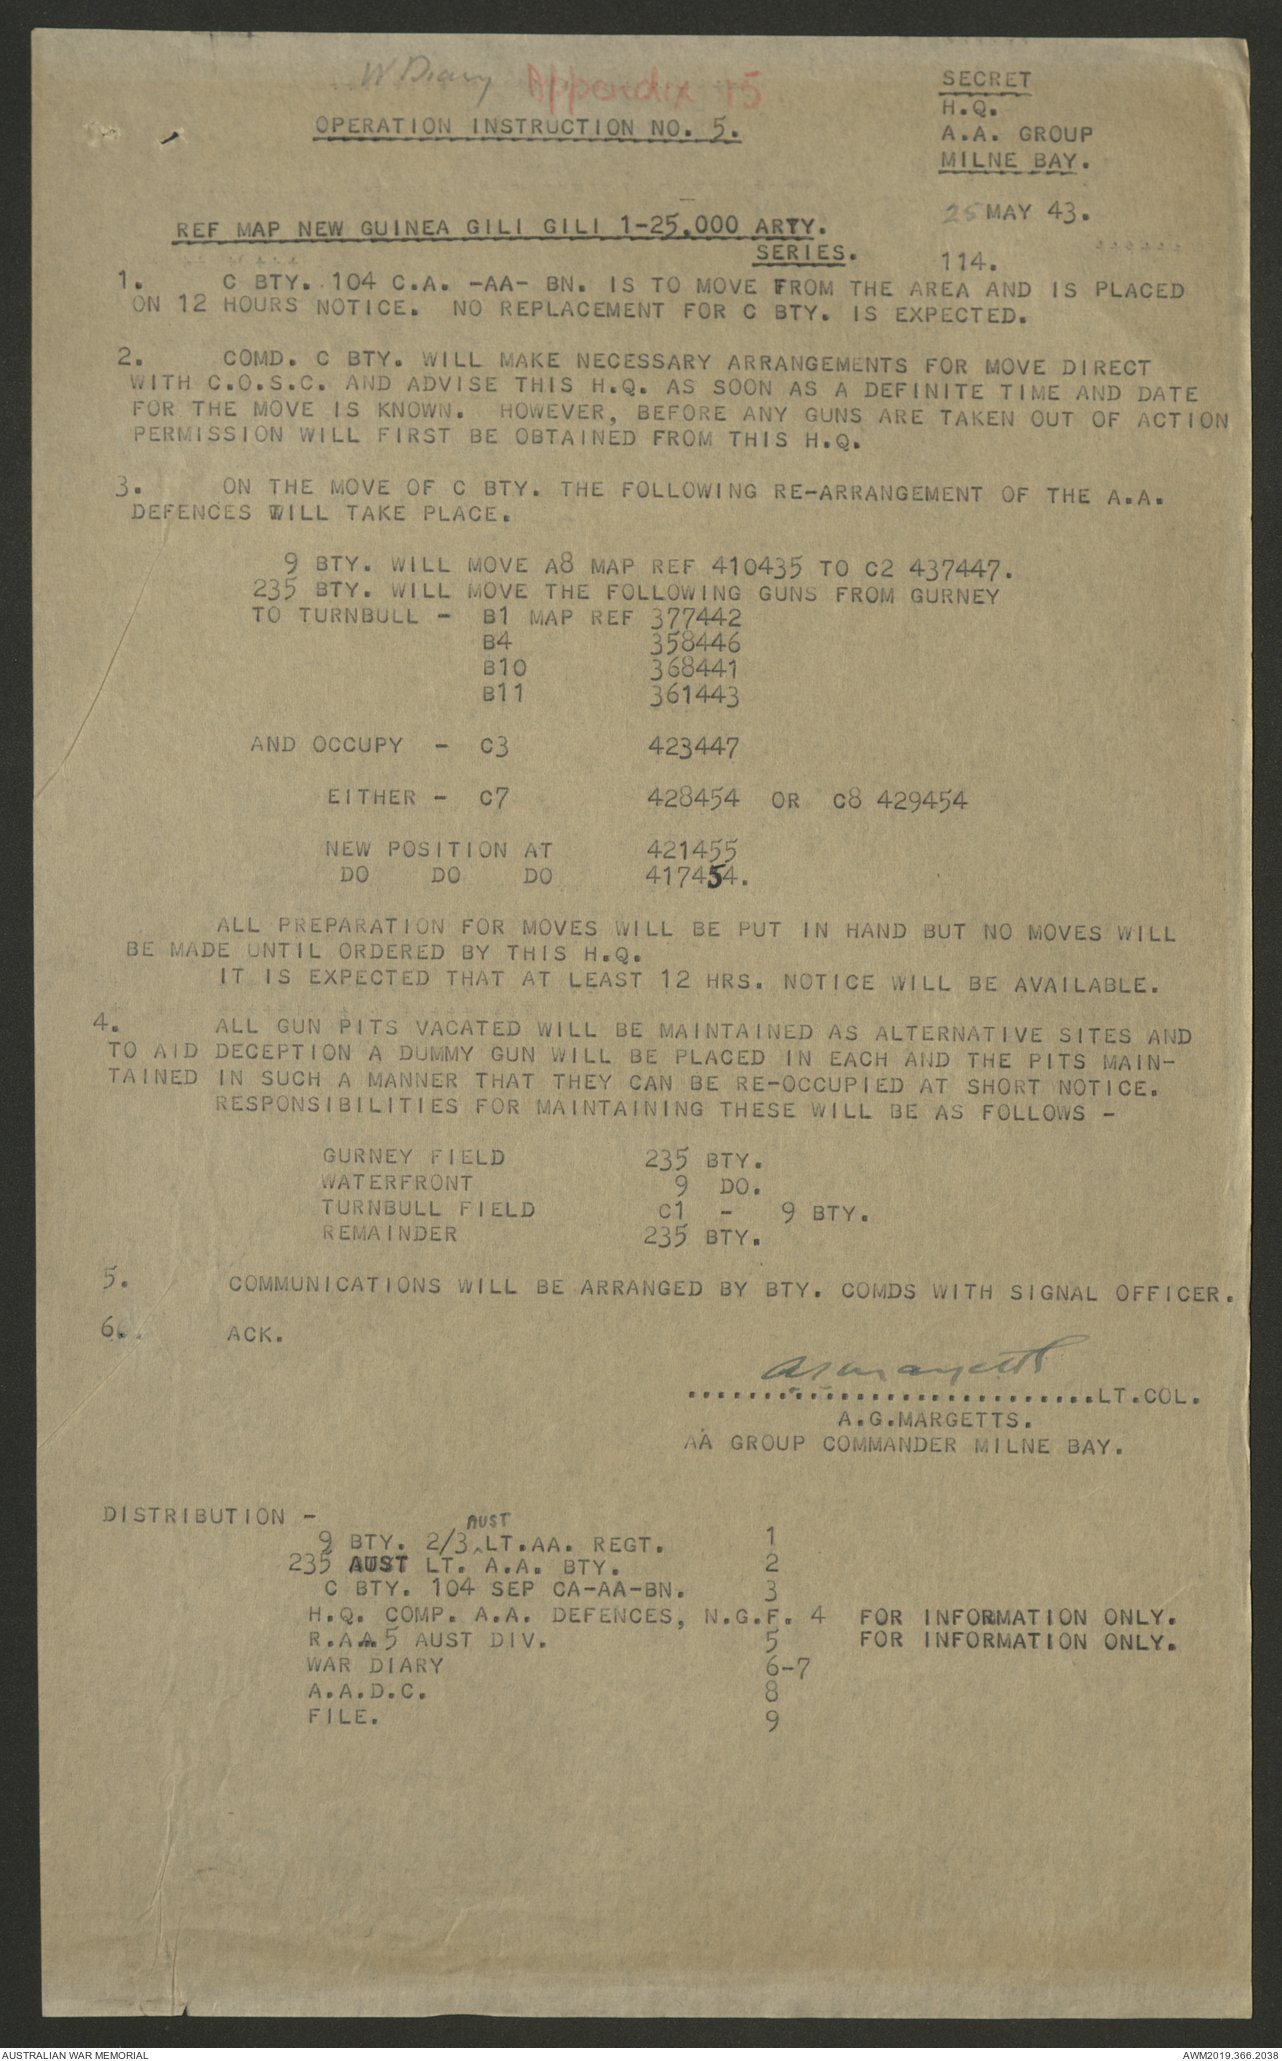 W Diary Appendix 15
SECRET
H.Q.
A.A. GROUP
MILNE BAY.
OPERATION INSTRUCTION NO. 5.
25 MAY 43.
REF MAP NEW GUINEA GILI GILI 1-25,000 ARTY.
SERIES.
114.
1. C BTY. 104 C.A. -AA- BN. IS TO MOVE FROM THE AREA AND IS PLACED
ON 12 HOURS NOTICE. NO REPLACEMENT FOR C BTY. IS EXPECTED.
2. COMD. C BTY. WILL MAKE NECESSARY ARRANGEMENTS FOR MOVE DIRECT
WITH C.O.S.C. AND ADVISE THIS H.Q. AS SOON AS A DEFINITE TIME AND DATE
FOR THE MOVE IS KNOWN. HOWEVER, BEFORE ANY GUNS ARE TAKEN OUT OF ACTION
PERMISSION WILL FIRST BE OBTAINED FROM THIS H.Q.
3. ON THE MOVE OF C BTY. THE FOLLOWING RE-ARRANGEMENT OF THE A.A.
DEFENCES WILL TAKE PLACE.
9 BTY. WILL MOVE A8 MAP REF 410435 TO C2 437447.
235 BTY. WILL MOVE THE FOLLOWING GUNS FROM GURNEY
TO TURNBULL - B1 MAP REF 377442
B4 358446
B10 368441
B11 361443
AND OCCUPY - C3 423447
EITHER - C7 428454 OR C8 429454
NEW POSITION AT 421455
DO DO DO 417454.
ALL PREPARATION FOR MOVES WILL BE PUT IN HAND BUT NO MOVES WILL
BE MADE UNTIL ORDERED BY THIS H.Q.
IT IS EXPECTED THAT AT LEAST 12 HRS. NOTICE WILL BE AVAILABLE.
4. ALL GUN PITS VACATED WILL BE MAINTAINED AS ALTERNATIVE SITES AND
TO AID DECEPTION A DUMMY GUN WILL BE PLACED IN EACH AND THE PITS MAIN-
TAINED IN SUCH A MANNER THAT THEY CAN BE RE-OCCUPIED AT SHORT NOTICE.
RESPONSIBILITIES FOR MAINTAINING THESE WILL BE AS FOLLOWS -
GURNEY FIELD 235 BTY.
WATERFRONT 9 DO.
TURNBULL FIELD C1 - 9 BTY.
REMAINDER 235 BTY.
5. COMMUNICATIONS WILL BE ARRANGED BY BTY. COMDS WITH SIGNAL OFFICER.
6. ACK.
AGMargetts
...........................LT.COL.
A.G.MARGETTS.
AA GROUP COMMANDER MILNE BAY.
DISTRIBUTION -
AUST
9 BTY. 2/3^LT.AA. REGT. 1
235 AUST LT. A.A. BTY. 2
C BTY. 104 SEP CA-AA-BN. 3
H.Q. COMP. A.A. DEFENCES, N.G.F. 4 FOR INFORMATION ONLY.
R.A.A. 5 AUST DIV. 5 FOR INFORMATION ONLY.
WAR DIARY 6-7
A.A.D.C. 8
FILE. 9
AUSTRALIAN WAR MEMORIAL AWM2019.366.2038